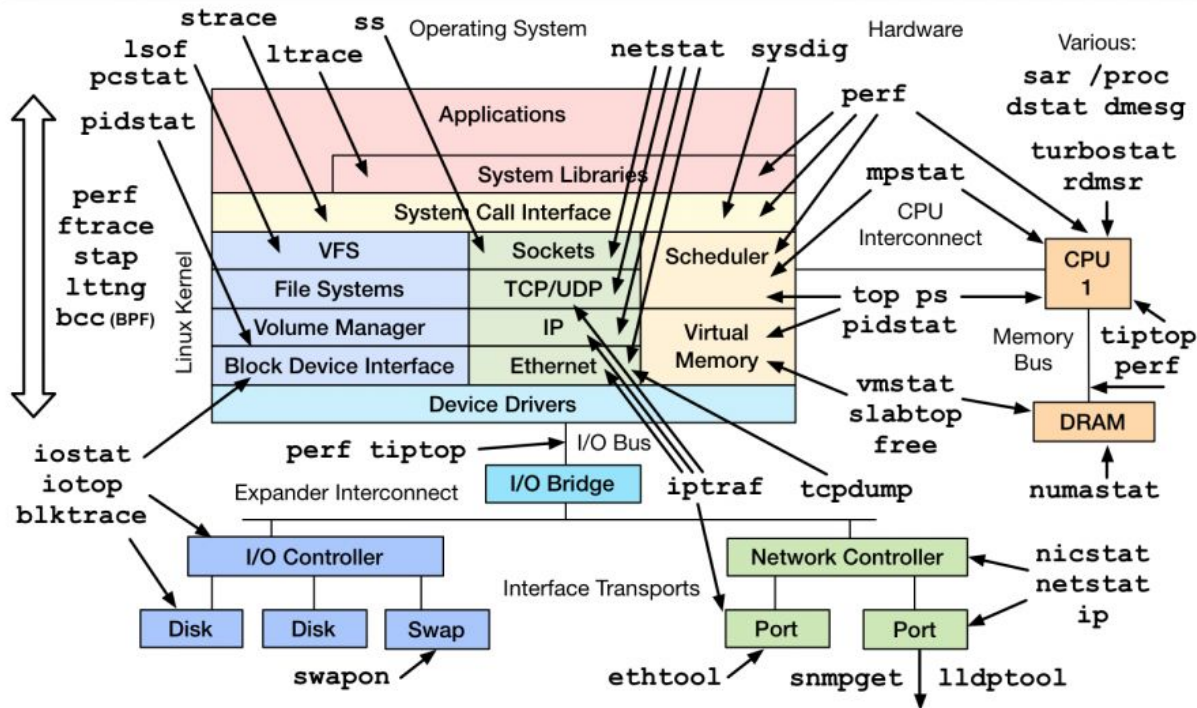 strace
ss
Operating System
Hardware
Various:
lsof
pcstat
ltrace
netstat
sysdig
sar /proc
dstat dmesg
pidstat
perf
Applications
turbostat
rdmsr
System Libraries
mpstat
System Call Interface
CPU
Interconnect
perf
ftrace
stap
lttng
bcc (BPF)
Linux Kernel
VFS
Sockets
Scheduler
CPU
1
File Systems
TCP/UDP
top ps
pidstat
Volume Manager
IP
Virtual
Memory
Memory
Bus
tiptop
perf
Block Device Interface
Ethernet
vmstat
slabtop
free
Device Drivers
DRAM
iostat
iotop
blktrace
perf tiptop
I/O Bus
Expander Interconnect
I/O Bridge
iptraf
tcpdump
numastat
I/O Controller
Network Controller
nicstat
netstat
ip
Interface Transports
Disk
Disk
Swap
Port
Port
swapon
ethtool
snmpget
lldptool